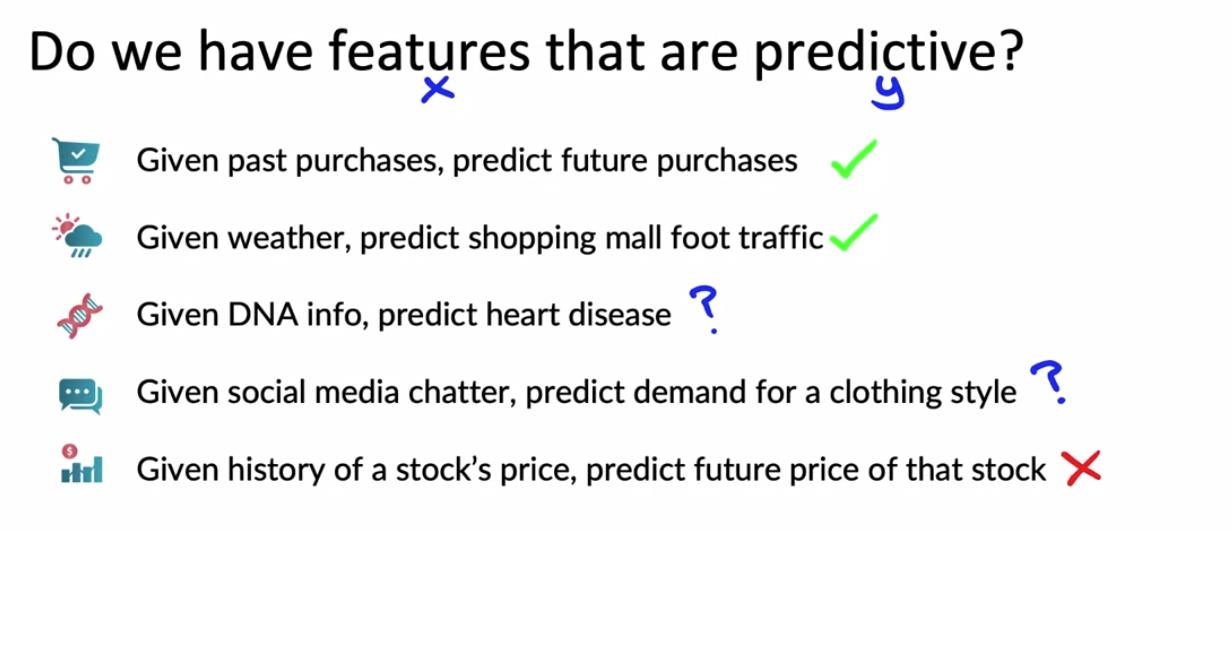 Do we have features that are predictive?
x y
Given past purchases, predict future purchases ✓
Given weather, predict shopping mall foot traffic ✓
Given DNA info, predict heart disease ?
Given social media chatter, predict demand for a clothing style ?
$
Given history of a stock's price, predict future price of that stock ✗